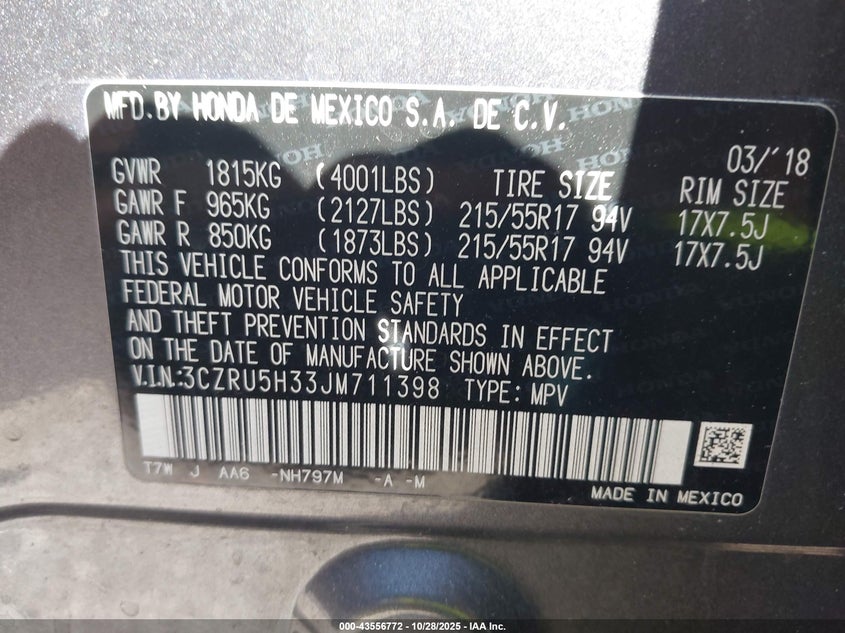 MFD.BY HONDA DE MEXICO S.A. DE C.V.
03/'18
GVWR 1815KG (4001LBS) TIRE SIZE RIM SIZE
GAWR F 965KG (2127LBS) 215/55R17 94V 17X7.5J
GAWR R 850KG (1873LBS) 215/55R17 94V 17X7.5J
THIS VEHICLE CONFORMS TO ALL APPLICABLE
FEDERAL MOTOR VEHICLE SAFETY
AND THEFT PREVENTION STANDARDS IN EFFECT
ON THE DATE OF MANUFACTURE SHOWN ABOVE.
V.I.N.:3CZRU5H33JM711398 TYPE: MPV
T7W J AA6 -NH797M -A -M
MADE IN MEXICO
000-43556772 - 10/28/2025 - IAA Inc.